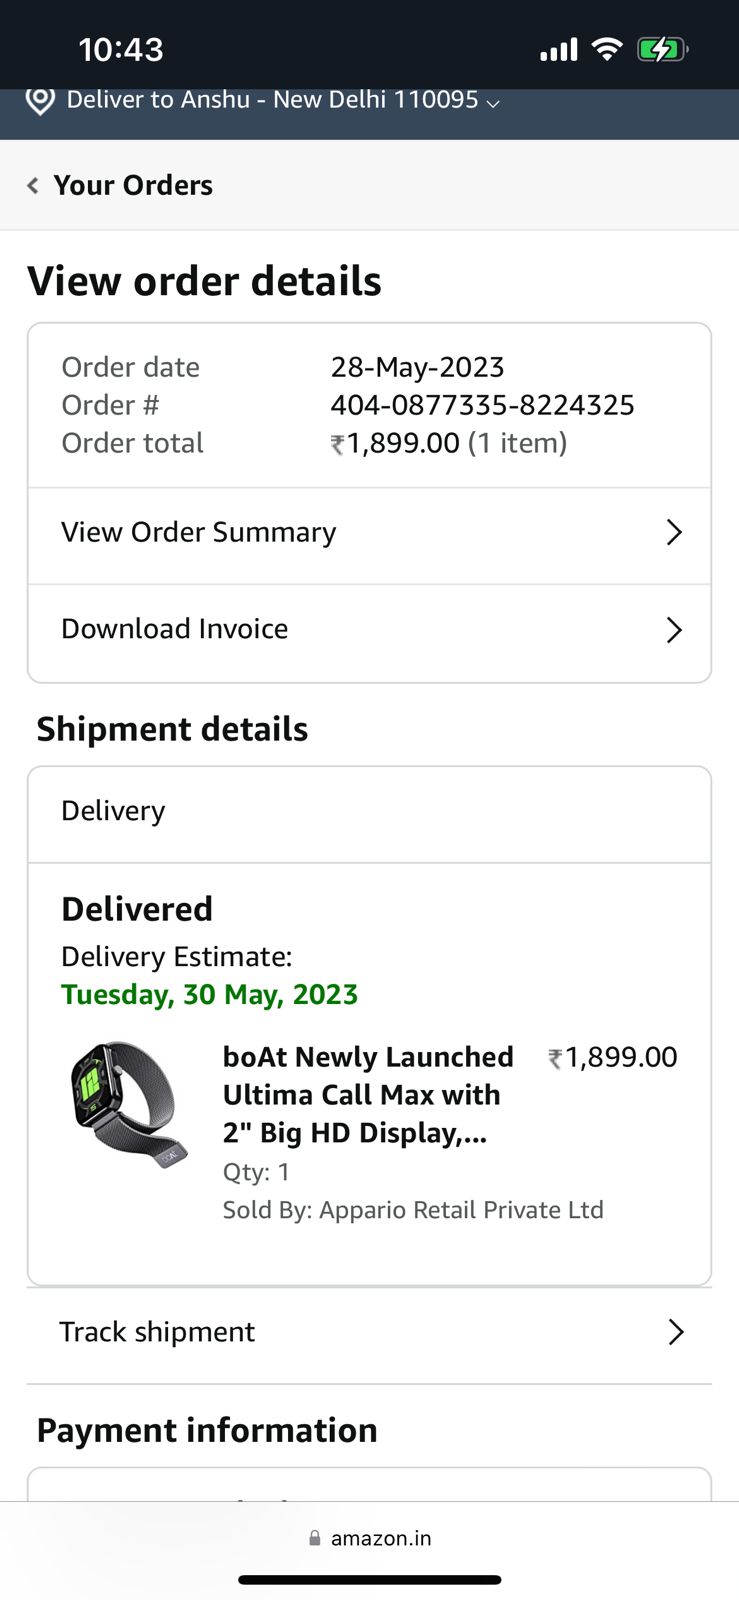 10:43
Deliver to Anshu - New Delhi 110095
Your Orders
View order details
Order date 28-May-2023
Order # 404-0877335-8224325
Order total ₹1,899.00 (1 item)
View Order Summary
Download Invoice
Shipment details
Delivery
Delivered
Delivery Estimate:
Tuesday, 30 May, 2023
boAt Newly Launched ₹1,899.00
Ultima Call Max with
2" Big HD Display,...
Qty: 1
Sold By: Appario Retail Private Ltd
Track shipment
Payment information
amazon.in